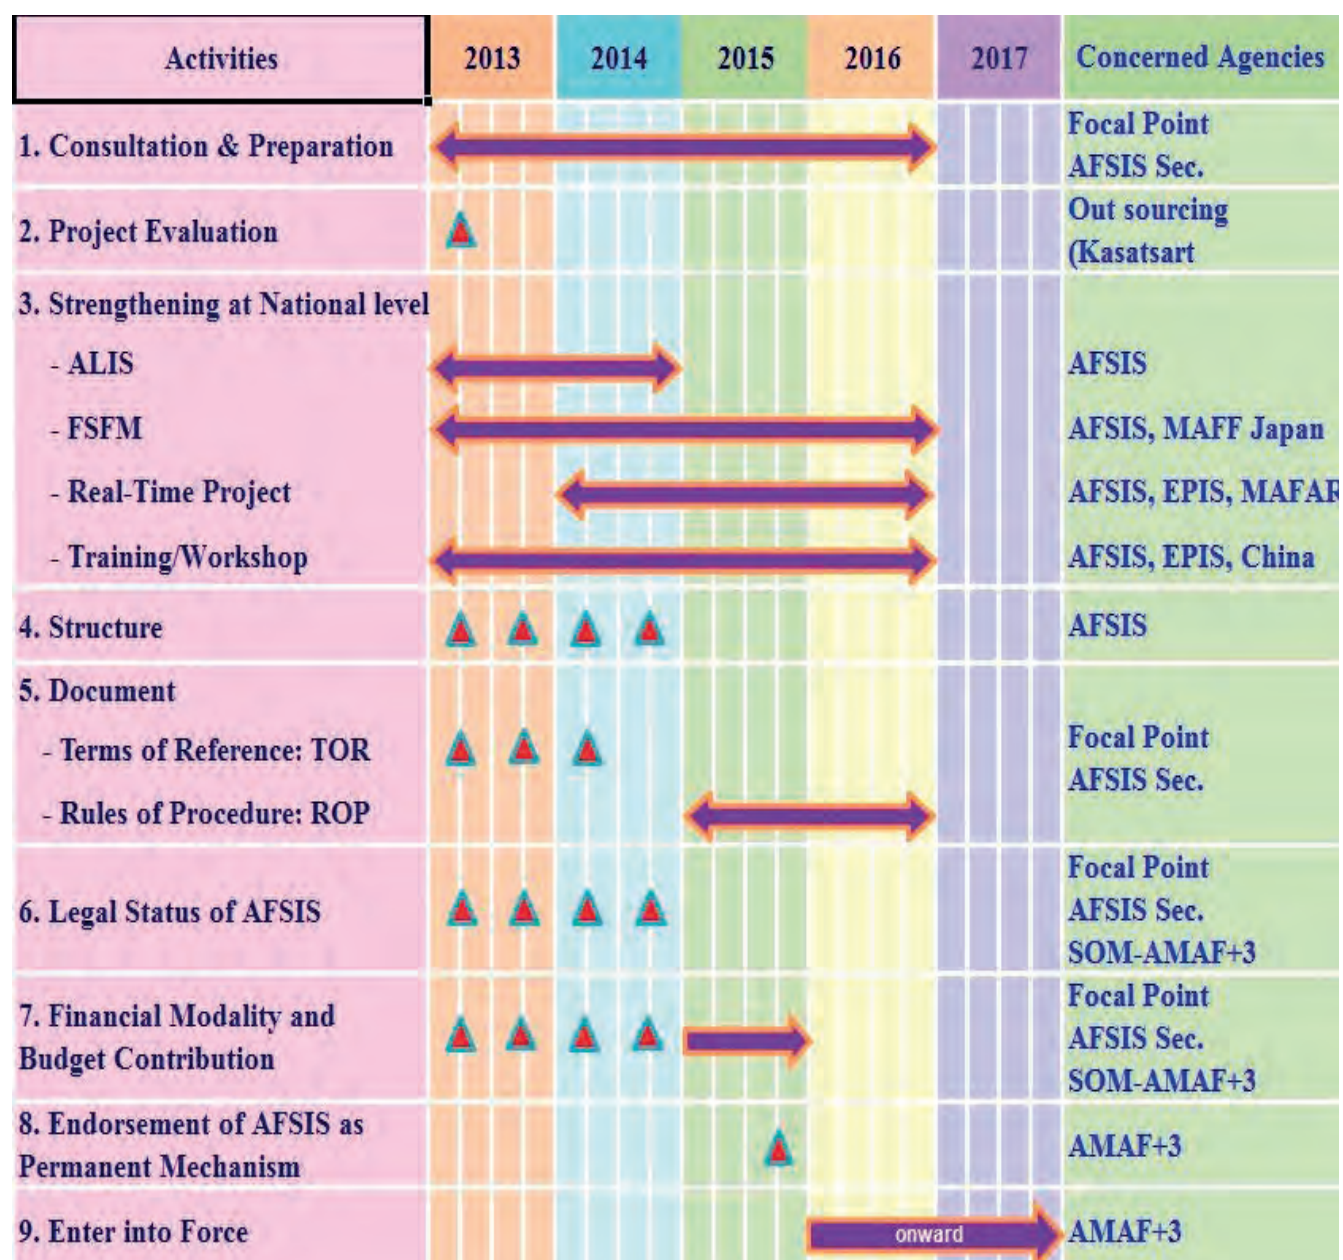 Activities 2013 2014 2015 2016 2017 Concerned Agencies
1. Consultation & Preparation
Focal Point
AFSIS Sec.
2. Project Evaluation
Out sourcing
(Kasatsart
3. Strengthening at National level
- ALIS
AFSIS
- FSFM
AFSIS, MAFF Japan
- Real-Time Project
AFSIS, EPIS, MAFAR
- Training/Workshop
AFSIS, EPIS, China
4. Structure
AFSIS
5. Document
- Terms of Reference: TOR
- Rules of Procedure: ROP
Focal Point
AFSIS Sec.
6. Legal Status of AFSIS
Focal Point
AFSIS Sec.
SOM-AMAF+3
7. Financial Modality and
Budget Contribution
Focal Point
AFSIS Sec.
SOM-AMAF+3
8. Endorsement of AFSIS as
Permanent Mechanism
AMAF+3
9. Enter into Force
onward
AMAF+3